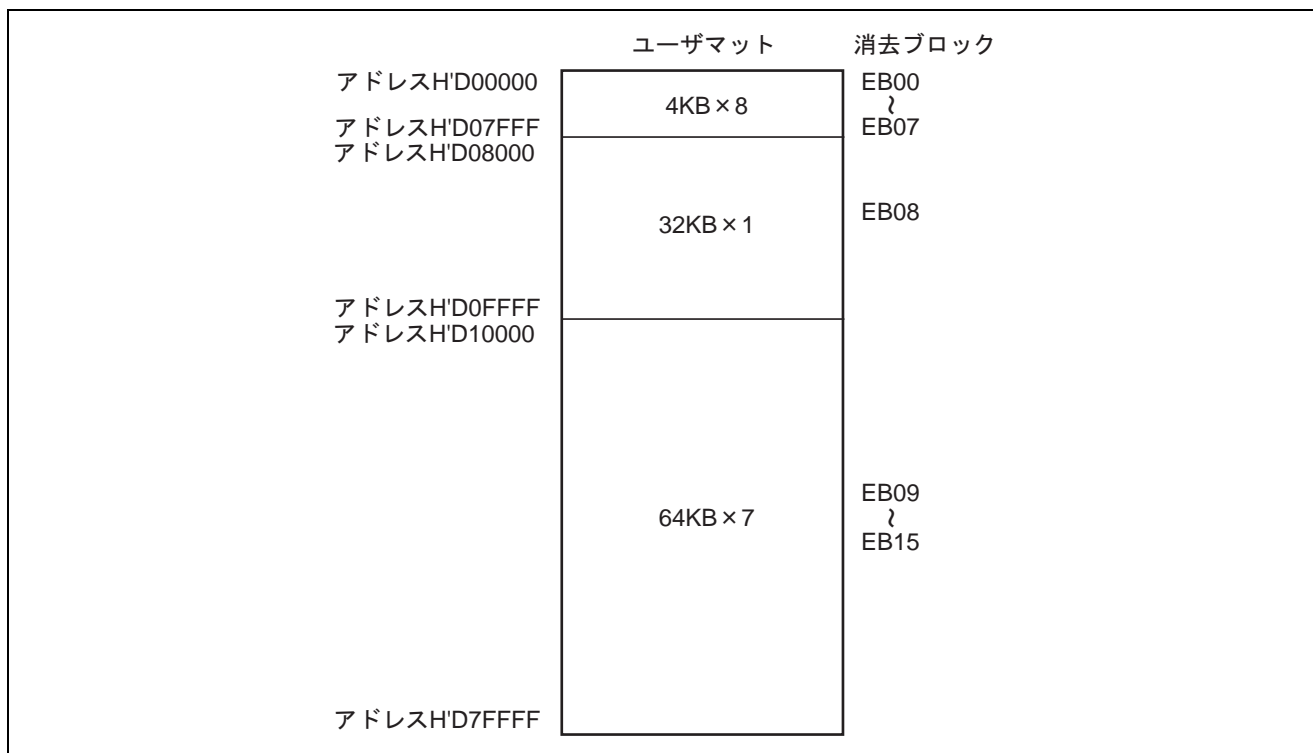 ユーザマット 消去ブロック
アドレスH'D00000 EB00
4KB×8 ~
アドレスH'D07FFF EB07
アドレスH'D08000
32KB×1 EB08
アドレスH'D0FFFF
アドレスH'D10000
EB09
64KB×7 ~
EB15
アドレスH'D7FFFF